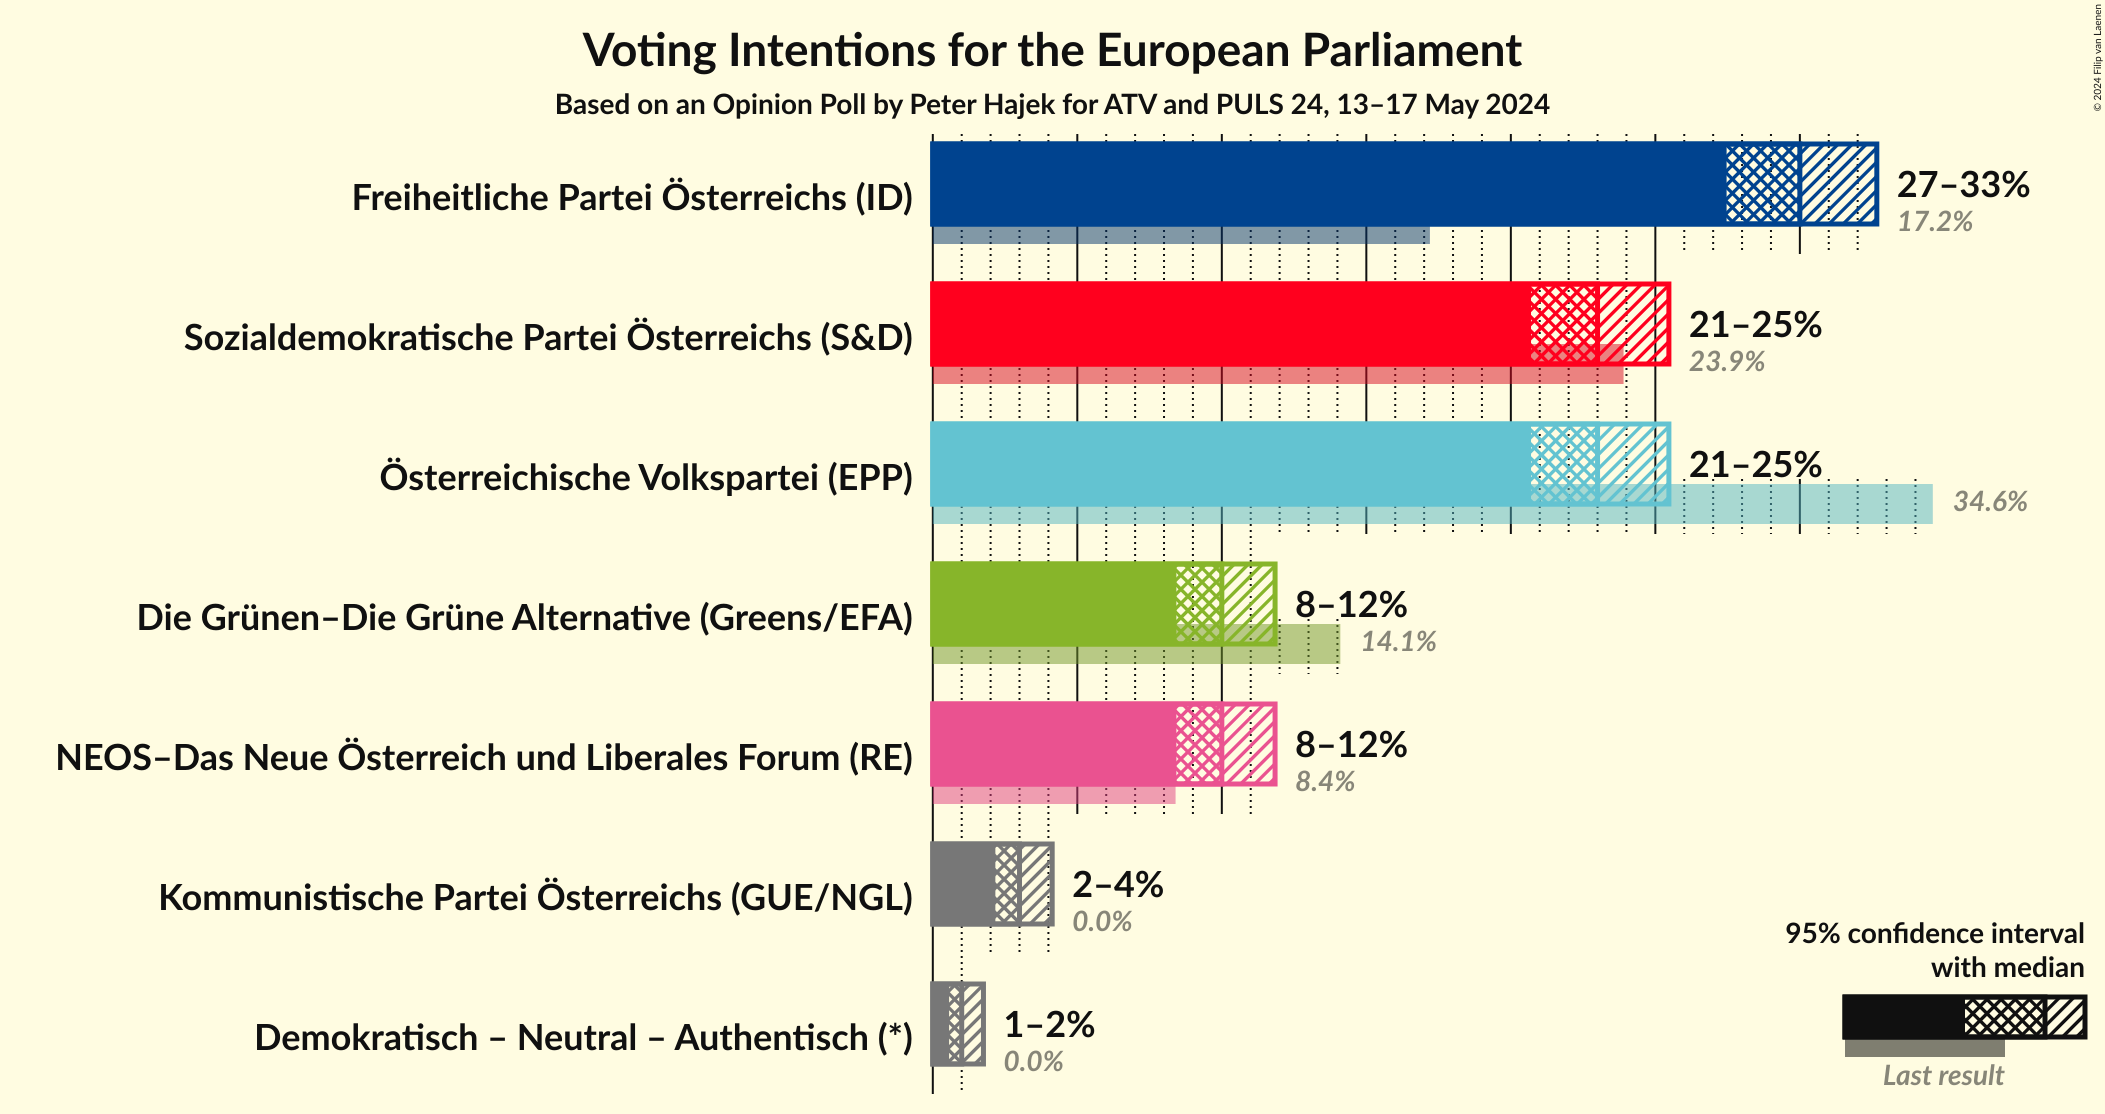 Voting Intentions for the European Parliament
Based on an Opinion Poll by Peter Hajek for ATV and PULS 24, 13–17 May 2024
© 2024 Filip van Laenen
Freiheitliche Partei Österreichs (ID)
27–33%
17.2%
Sozialdemokratische Partei Österreichs (S&D)
21–25%
23.9%
Österreichische Volkspartei (EPP)
21–25%
34.6%
Die Grünen–Die Grüne Alternative (Greens/EFA)
8–12%
14.1%
NEOS–Das Neue Österreich und Liberales Forum (RE)
8–12%
8.4%
Kommunistische Partei Österreichs (GUE/NGL)
2–4%
0.0%
Demokratisch – Neutral – Authentisch (*)
1–2%
0.0%
95% confidence interval
with median
Last result